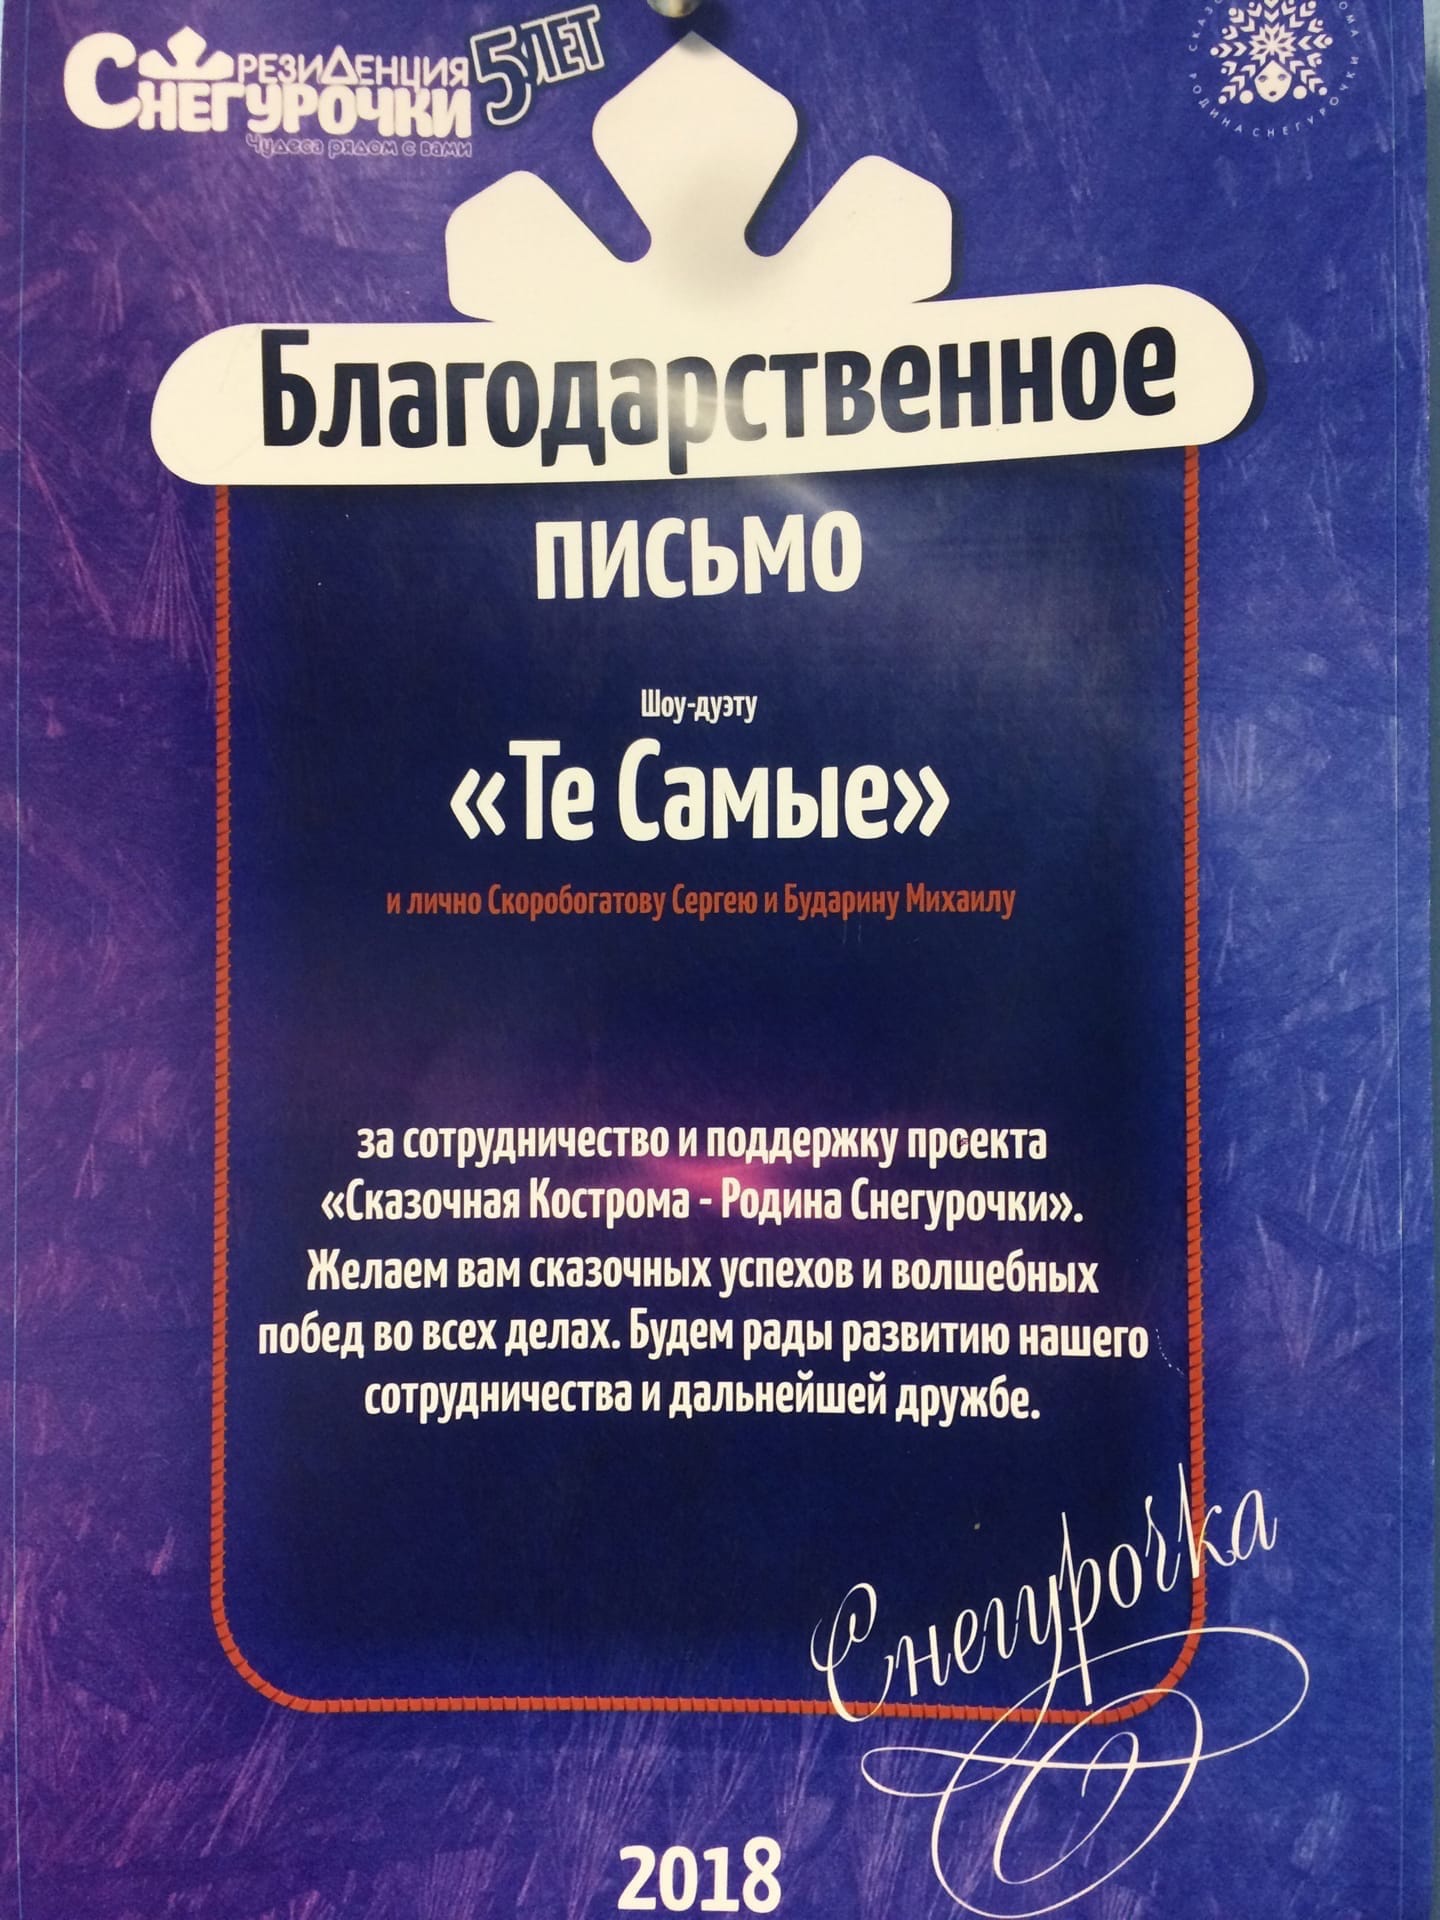 РЕЗИДЕНЦИЯ
СНЕГУРОЧКИ
5 ЛЕТ
Чудеса рядом с вами
РОДИНА СНЕГУРОЧКИ
Благодарственное
письмо
Шоу-дуэту
«Те Самые»
и лично Скоробогатову Сергею и Бударину Михаилу
за сотрудничество и поддержку проекта
«Сказочная Кострома - Родина Снегурочки».
Желаем вам сказочных успехов и волшебных
побед во всех делах. Будем рады развитию нашего
сотрудничества и дальнейшей дружбе.
Снегурочка
2018